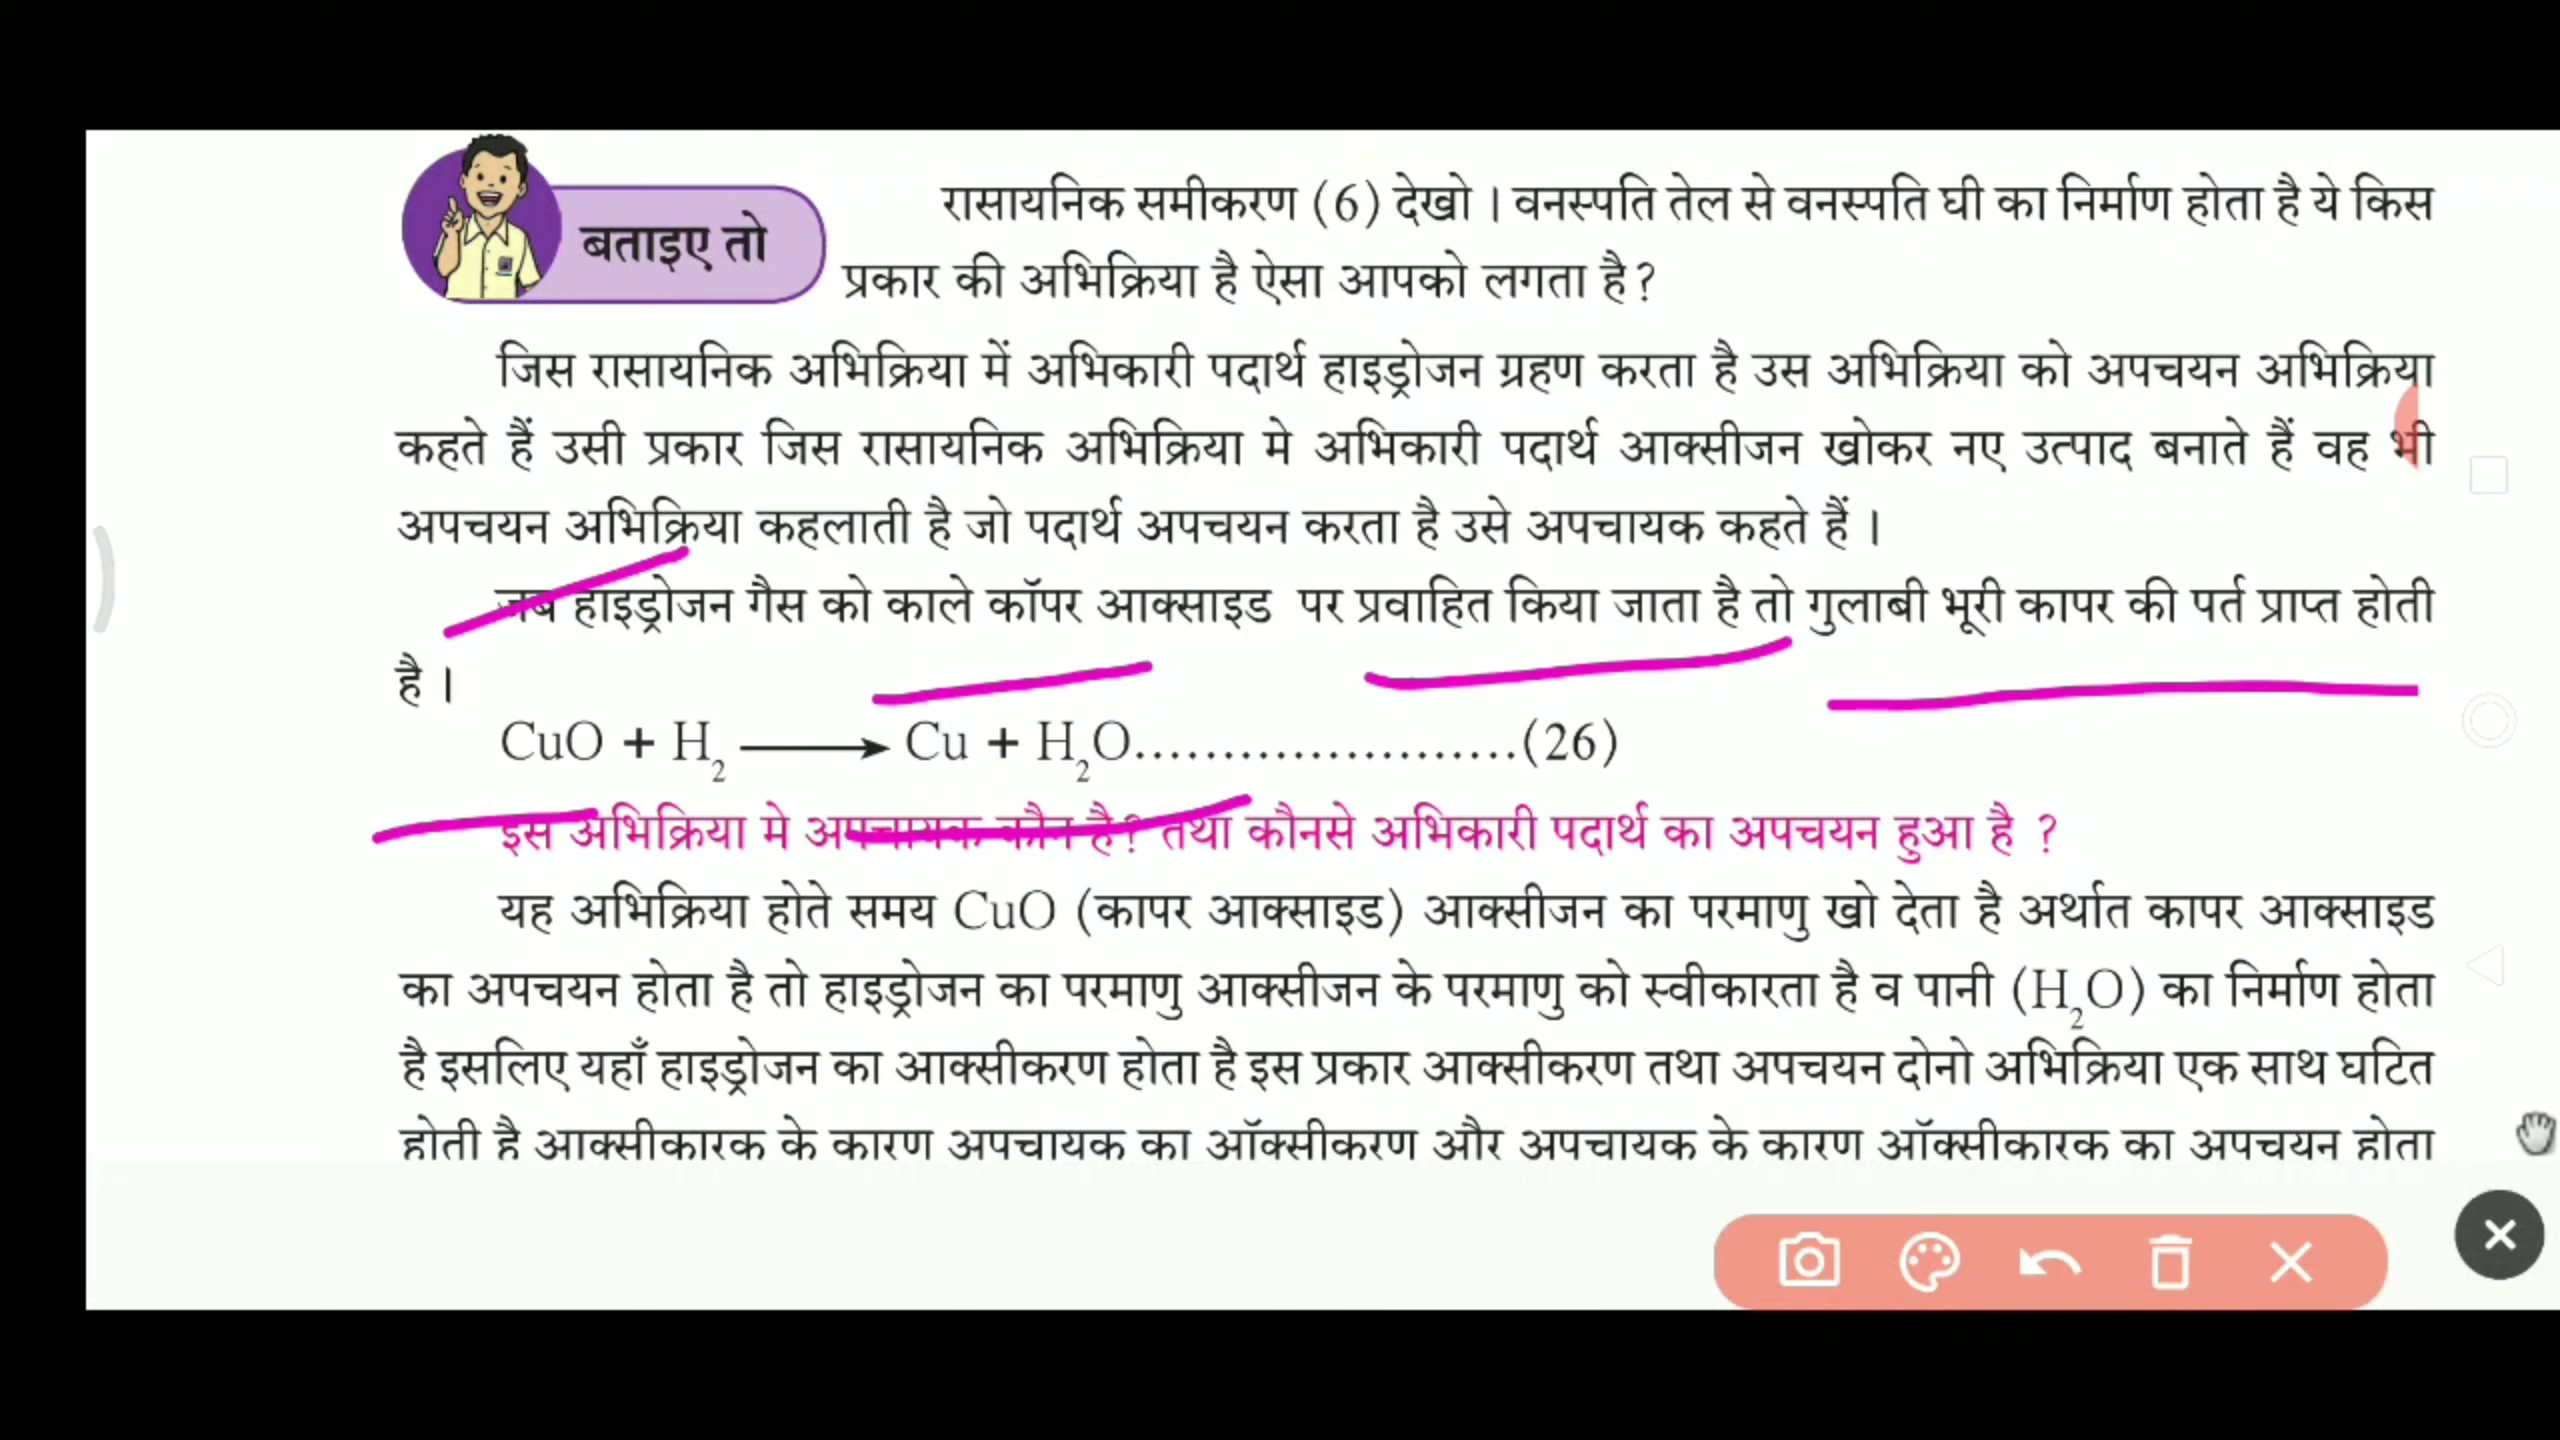 बताइए तो
रासायनिक समीकरण (6) देखो । वनस्पति तेल से वनस्पति घी का निर्माण होता है ये किस
प्रकार की अभिक्रिया है ऐसा आपको लगता है?
जिस रासायनिक अभिक्रिया में अभिकारी पदार्थ हाइड्रोजन ग्रहण करता है उस अभिक्रिया को अपचयन अभिक्रिया
कहते हैं उसी प्रकार जिस रासायनिक अभिक्रिया मे अभिकारी पदार्थ आक्सीजन खोकर नए उत्पाद बनाते हैं वह भी
अपचयन अभिक्रिया कहलाती है जो पदार्थ अपचयन करता है उसे अपचायक कहते हैं ।
जब हाइड्रोजन गैस को काले कॉपर आक्साइड पर प्रवाहित किया जाता है तो गुलाबी भूरी कापर की पर्त प्राप्त होती
है ।
CuO + H₂ ⟶ Cu + H₂O.......................(26)
इस अभिक्रिया मे अपचायक कौन है? तथा कौनसे अभिकारी पदार्थ का अपचयन हुआ है ?
यह अभिक्रिया होते समय CuO (कापर आक्साइड) आक्सीजन का परमाणु खो देता है अर्थात कापर आक्साइड
का अपचयन होता है तो हाइड्रोजन का परमाणु आक्सीजन के परमाणु को स्वीकारता है व पानी (H₂O) का निर्माण होता
है इसलिए यहाँ हाइड्रोजन का आक्सीकरण होता है इस प्रकार आक्सीकरण तथा अपचयन दोनो अभिक्रिया एक साथ घटित
होती है आक्सीकारक के कारण अपचायक का ऑक्सीकरण और अपचायक के कारण ऑक्सीकारक का अपचयन होता